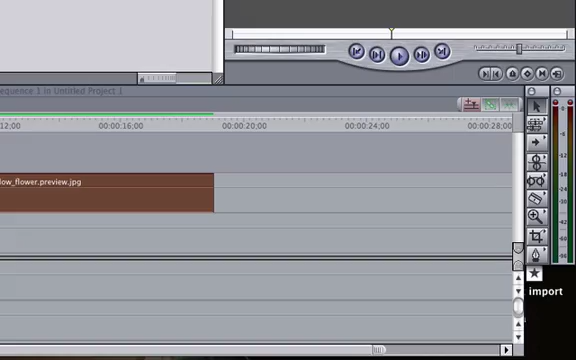 equence 1 in Untitled Project 1
12;00 00:00:16;00 00:00:20;00 00:00:24;00 00:00:28;00
low_flower.preview.jpg
import